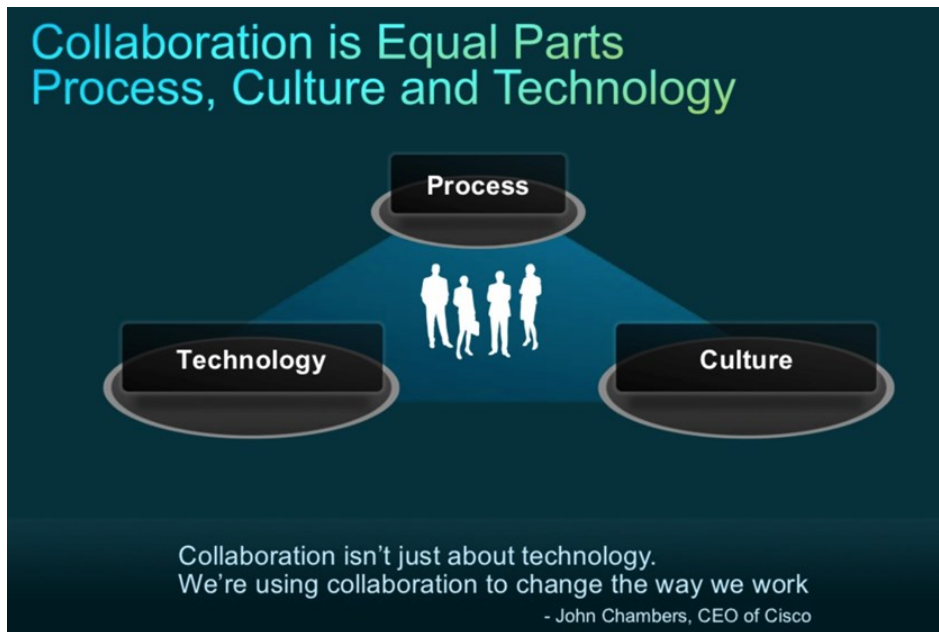 Collaboration is Equal Parts
Process, Culture and Technology
Process
Technology
Culture
Collaboration isn't just about technology.
We're using collaboration to change the way we work
- John Chambers, CEO of Cisco